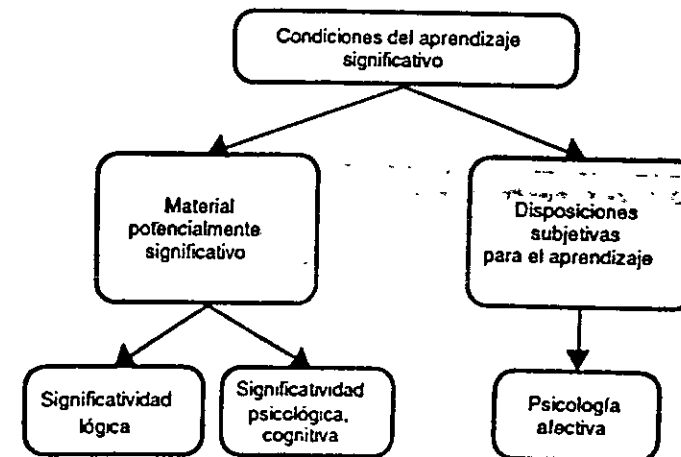 Condiciones del aprendizaje
significativo
Material
potencialmente
significativo
Disposiciones
subjetivas
para el aprendizaje
Significatividad
lógica
Significatividad
psicológica,
cognitiva
Psicología
afectiva